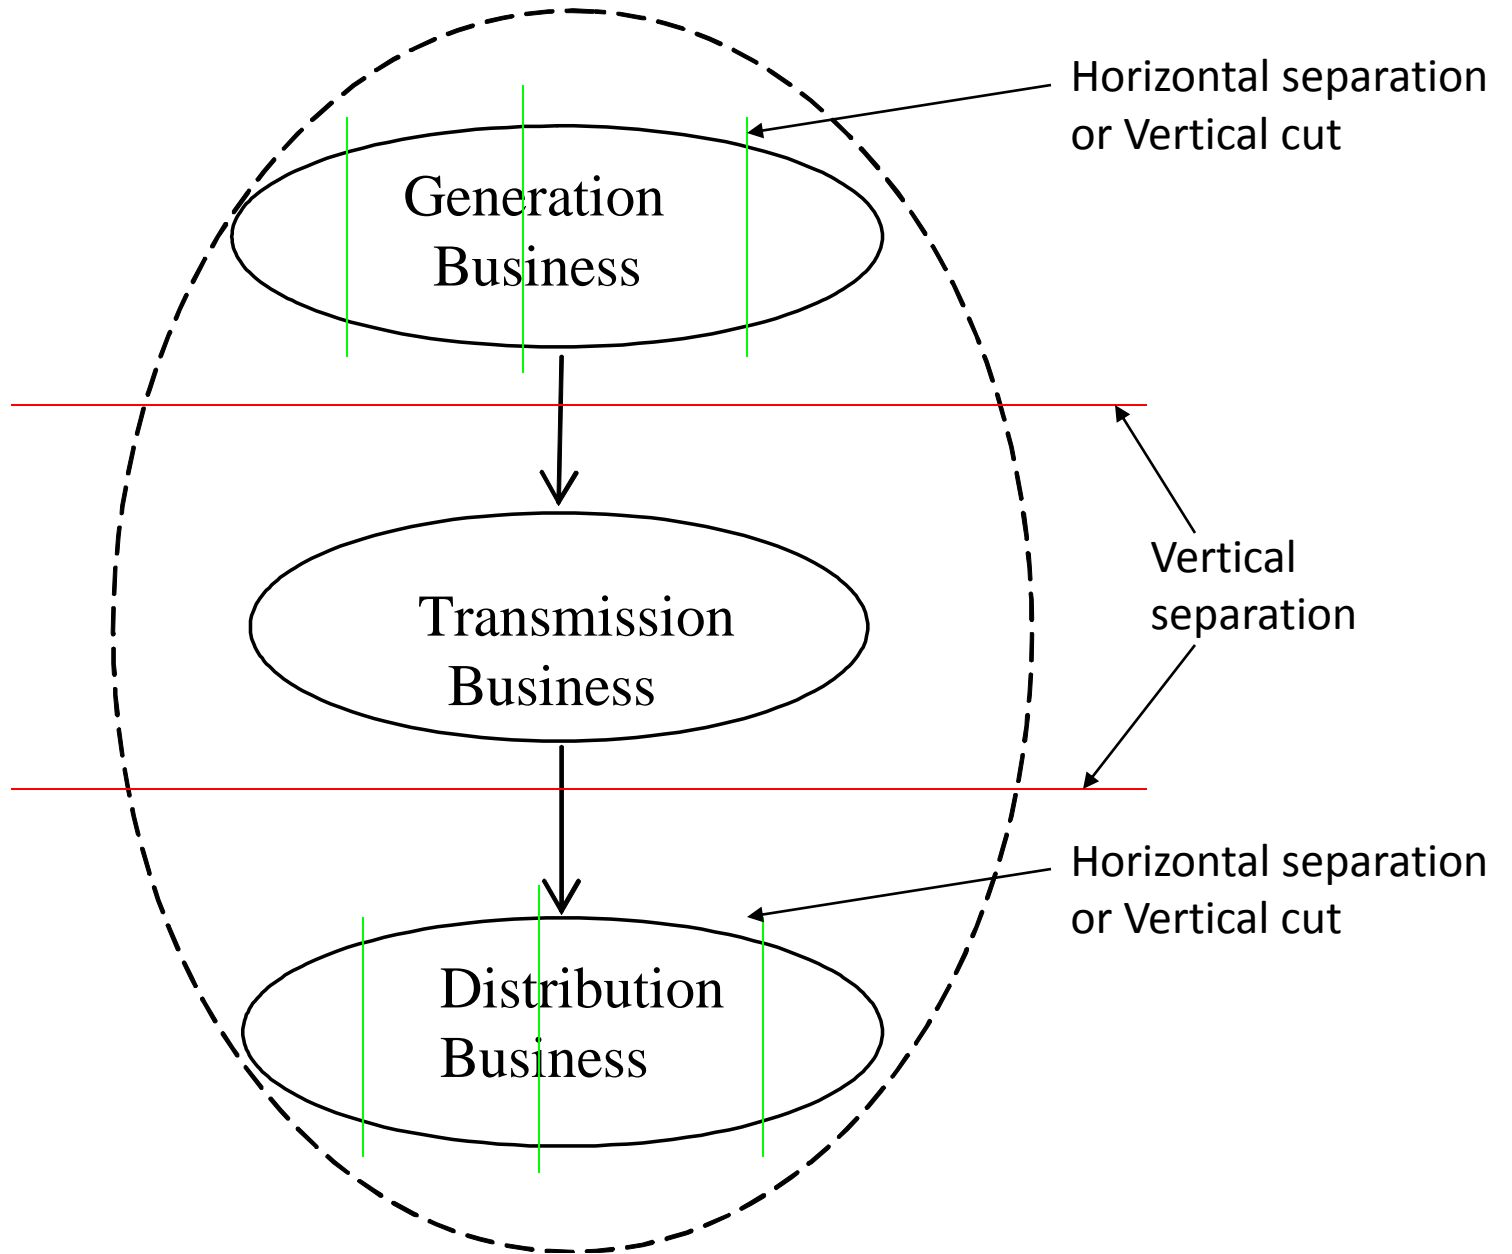 Horizontal separation
or Vertical cut
Generation
Business
Vertical
separation
Transmission
Business
Horizontal separation
or Vertical cut
Distribution
Business